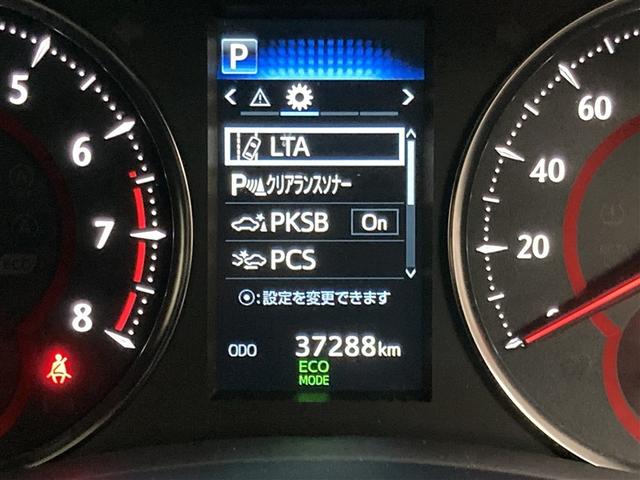 P
LTA
Pクリアランスソナー
PKSB On
PCS
◎:設定を変更できます
ODO 37288km
ECO
MODE
5
6
7
8
60
40
20